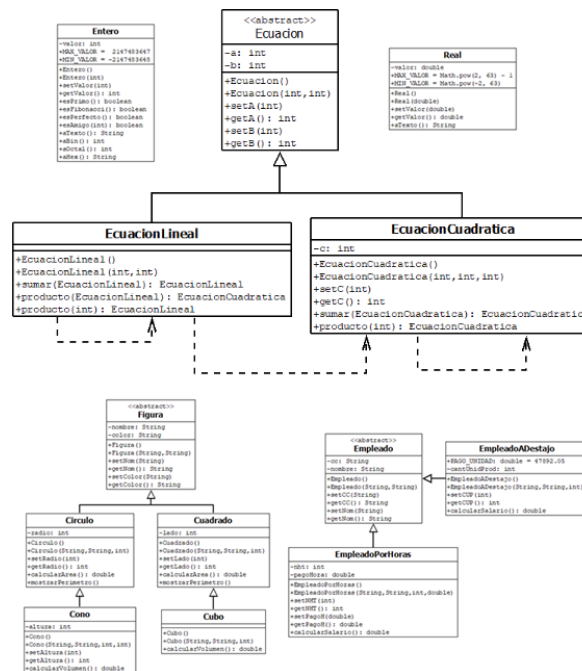 <<abstract>>
Ecuacion
-a: int
-b: int
+Ecuacion()
+Ecuacion(int,int)
+setA(int)
+getA(): int
+setB(int)
+getB(): int
Entero
-valor: int
+MAX_VALOR = 2147483647
+MIN_VALOR = -2147483648
+Entero()
+Entero(int)
+setValor(int)
+getValor(): int
+esPrimo(): boolean
+esFibonacci(): boolean
+esPerfecto(): boolean
+esAmigo(int): boolean
+aTexto(): String
+aBin(): int
+aOctal(): int
+aHex(): String
Real
-valor: double
+MAX_VALOR = Math.pow(2, 63) - 1
+MIN_VALOR = Math.pow(-2, 63)
+Real()
+Real(double)
+setValor(double)
+getValor(): double
+aTexto(): String
EcuacionLineal
+EcuacionLineal()
+EcuacionLineal(int,int)
+sumar(EcuacionLineal): EcuacionLineal
+producto(EcuacionLineal): EcuacionCuadratica
+producto(int): EcuacionLineal
EcuacionCuadratica
-c: int
+EcuacionCuadratica()
+EcuacionCuadratica(int,int,int)
+setC(int)
+getC(): int
+sumar(EcuacionCuadratica): EcuacionCuadratica
+producto(int): EcuacionCuadratica
<<abstract>>
Figura
-nombre: String
-color: String
+Figura()
+Figura(String,String)
+setNom(String)
+getNom(): String
+setColor(String)
+getColor(): String
Circulo
-radio: int
+Circulo()
+Circulo(String,String,int)
+setRadio(int)
+getRadio(): int
+calcularArea(): double
+mostrarPerimetro()
Cuadrado
-lado: int
+Cuadrado()
+Cuadrado(String,String,int)
+setLado(int)
+getLado(): int
+calcularArea(): double
+mostrarPerimetro()
Cono
-altura: int
+Cono()
+Cono(String,String,int,int)
+setAltura(int)
+getAltura(): int
+calcularVolumen(): double
Cubo
+Cubo()
+Cubo(String,String,int)
+calcularVolumen(): double
<<abstract>>
Empleado
-cc: String
-nombre: String
+Empleado()
+Empleado(String,String)
+setCC(String)
+getCC(): String
+setNom(String)
+getNom(): String
EmpleadoADestajo
+PAGO_UNIDAD: double = 47892.05
-cantUnidProd: int
+EmpleadoADestajo()
+EmpleadoADestajo(String,String,int)
+setCUP(int)
+getCUP(): int
+calcularSalario(): double
EmpleadoPorHoras
-nht: int
-pagoHora: double
+EmpleadoPorHoras()
+EmpleadoPorHoras(String,String,int,double)
+setNHT(int)
+getNHT(): int
+setPagoH(double)
+getPagoH(): double
+calcularSalario(): double